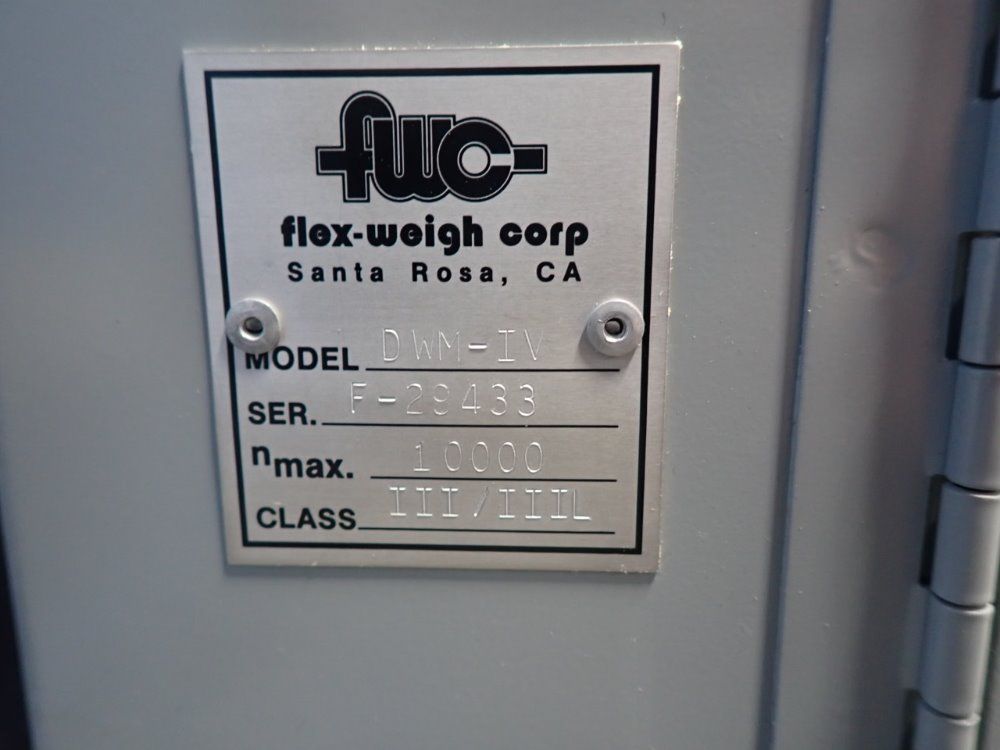 fwc
flex-weigh corp
Santa Rosa, CA
MODEL DWM-IV
SER. F-29433
nmax. 10000
CLASS III/IIIL